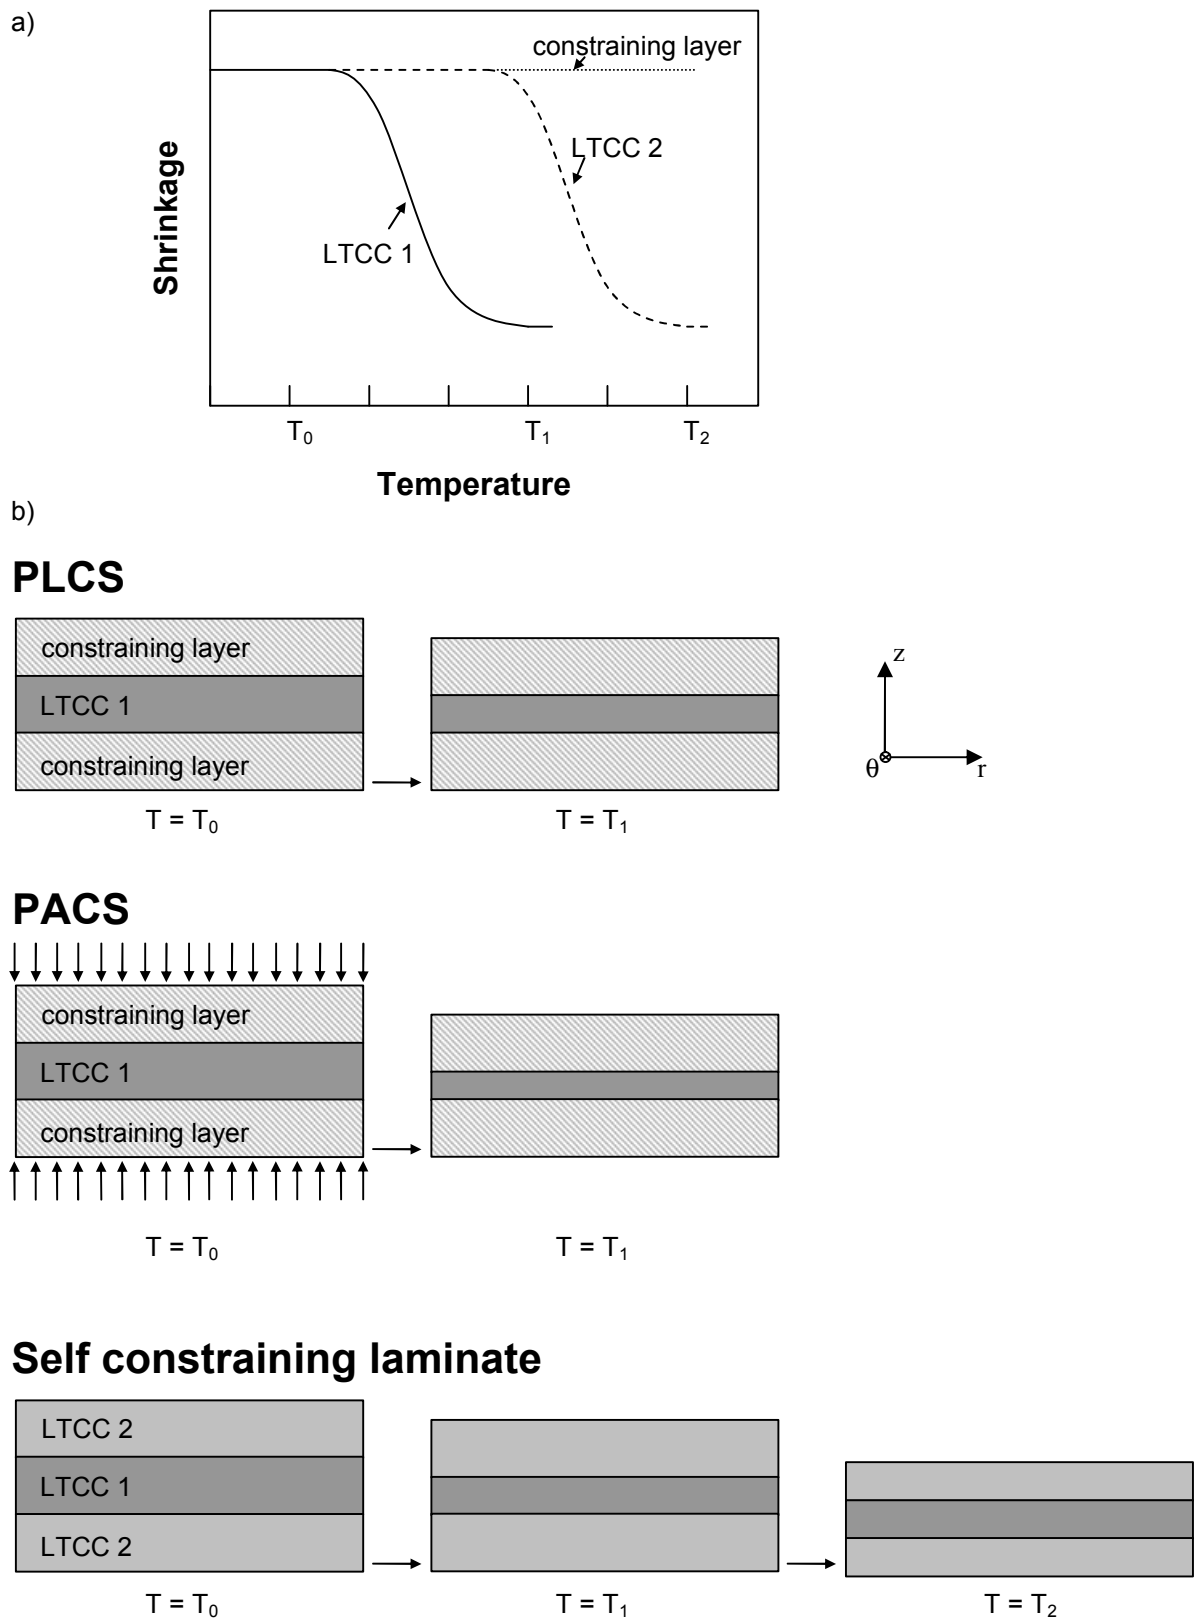 a)
constraining layer
LTCC 2
LTCC 1
Shrinkage
T₀ T₁ T₂
Temperature
b)
PLCS
constraining layer
LTCC 1
constraining layer
z
θ r
T = T₀ T = T₁
PACS
constraining layer
LTCC 1
constraining layer
T = T₀ T = T₁
Self constraining laminate
LTCC 2
LTCC 1
LTCC 2
T = T₀ T = T₁ T = T₂